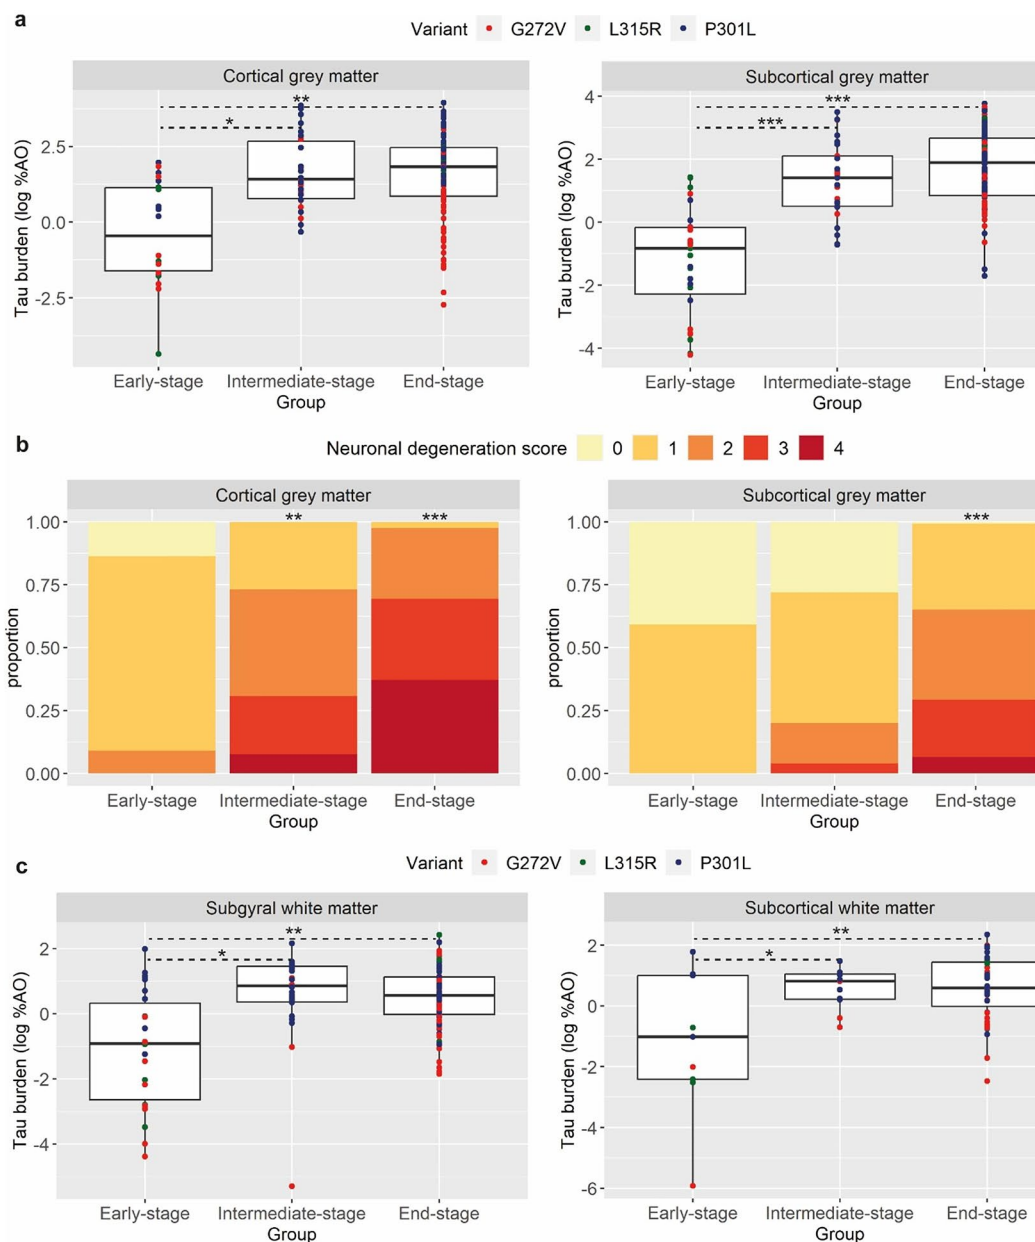 a
Variant G272V L315R P301L
Cortical grey matter
Tau burden (log %AO)
2.5
0.0
-2.5
**
*
Early-stage Intermediate-stage End-stage
Group
Subcortical grey matter
Tau burden (log %AO)
4
2
0
-2
-4
***
***
Early-stage Intermediate-stage End-stage
Group
b
Neuronal degeneration score 0 1 2 3 4
Cortical grey matter
proportion
1.00
0.75
0.50
0.25
0.00
** ***
Early-stage Intermediate-stage End-stage
Group
Subcortical grey matter
proportion
1.00
0.75
0.50
0.25
0.00
***
Early-stage Intermediate-stage End-stage
Group
c
Variant G272V L315R P301L
Subgyral white matter
Tau burden (log %AO)
2
0
-2
-4
**
*
Early-stage Intermediate-stage End-stage
Group
Subcortical white matter
Tau burden (log %AO)
2
0
-2
-4
-6
**
*
Early-stage Intermediate-stage End-stage
Group